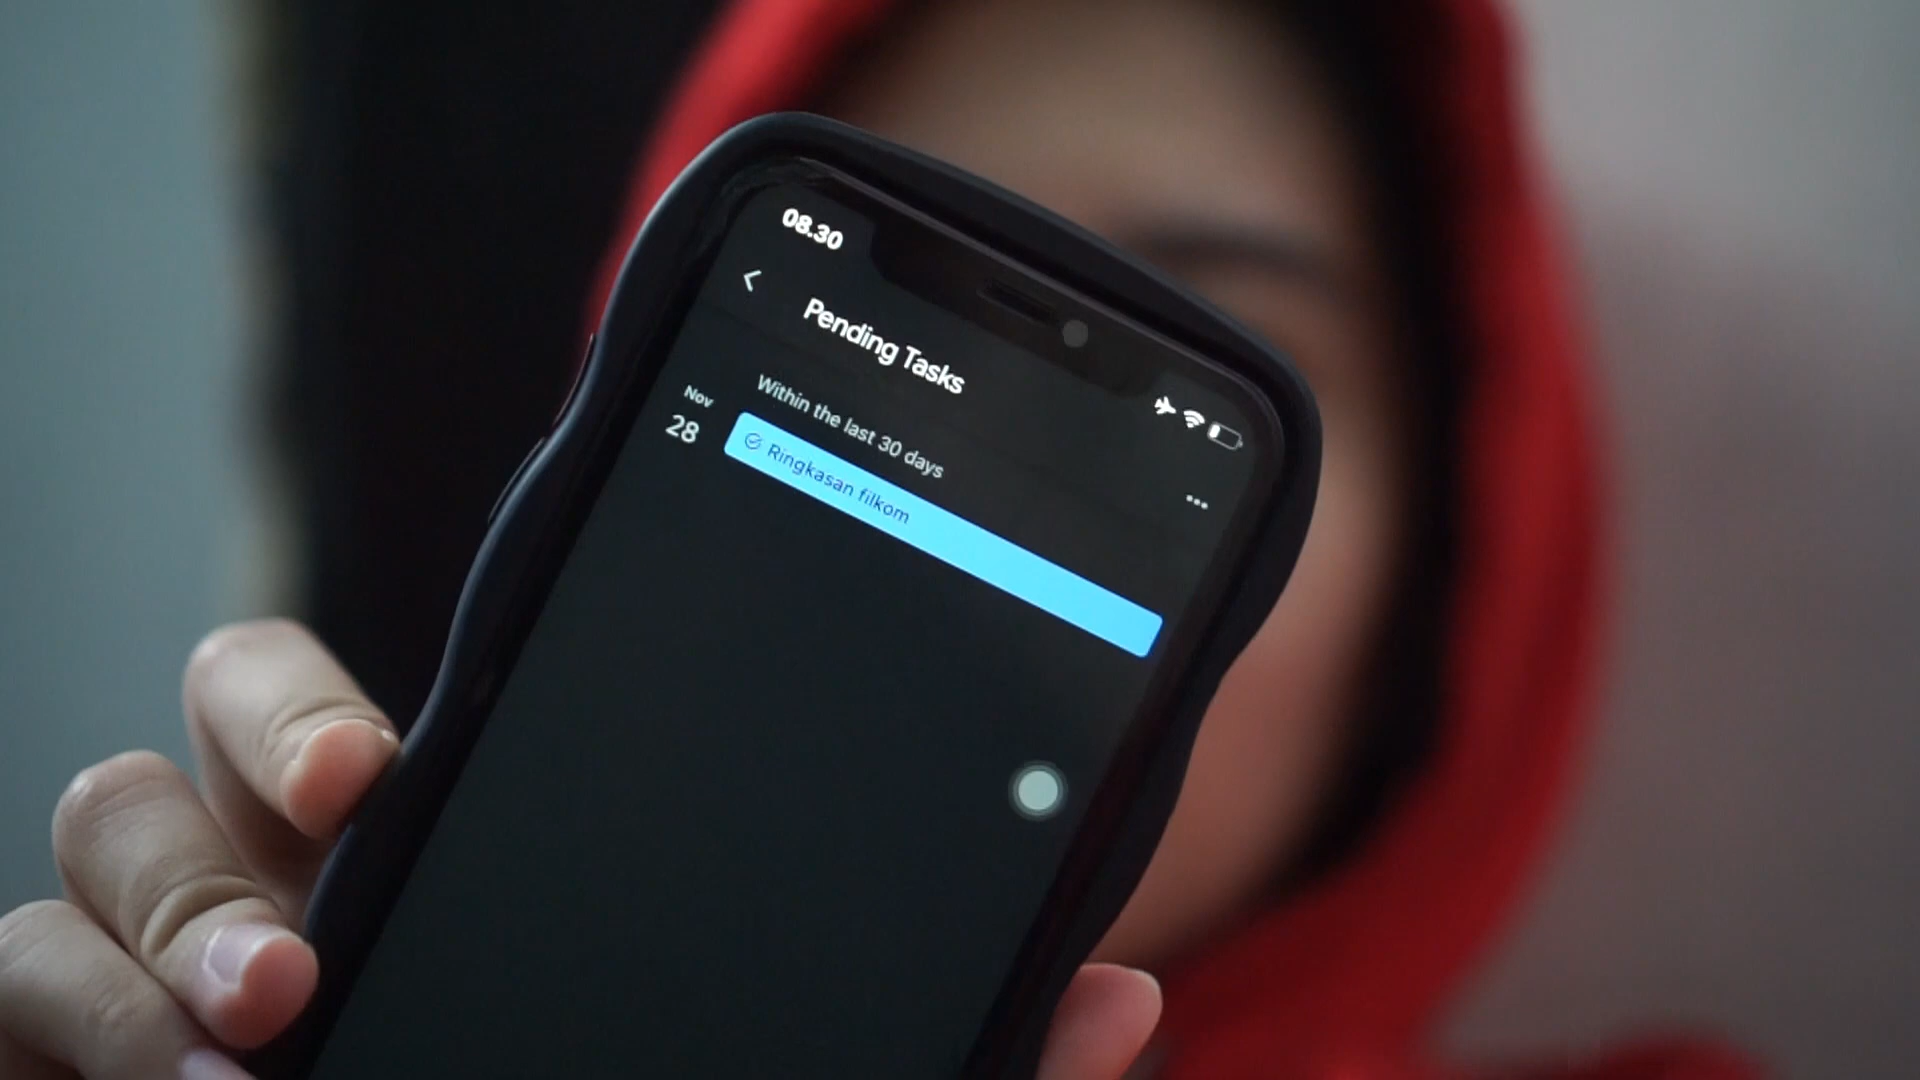 08.30
Pending Tasks
Within the last 30 days
Nov
28
Ringkasan filkom